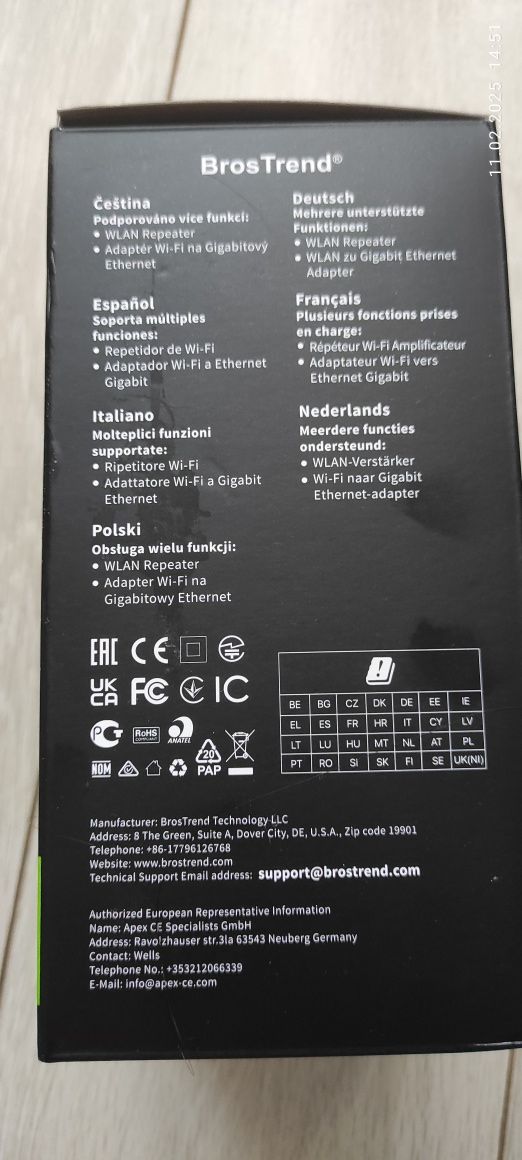 11.02.2025 14:51
BrosTrend®
Čeština
Podporováno více funkcí:
• WLAN Repeater
• Adaptér Wi-Fi na Gigabitový
Ethernet
Deutsch
Mehrere unterstützte
Funktionen:
• WLAN Repeater
• WLAN zu Gigabit Ethernet
Adapter
Español
Soporta múltiples
funciones:
• Repetidor de Wi-Fi
• Adaptador Wi-Fi a Ethernet
Gigabit
Français
Plusieurs fonctions prises
en charge:
• Répéteur Wi-Fi Amplificateur
• Adaptateur Wi-Fi vers
Ethernet Gigabit
Italiano
Molteplici funzioni
supportate:
• Ripetitore Wi-Fi
• Adattatore Wi-Fi a Gigabit
Ethernet
Nederlands
Meerdere functies
ondersteund:
• WLAN-Verstärker
• Wi-Fi naar Gigabit
Ethernet-adapter
Polski
Obsługa wielu funkcji:
• WLAN Repeater
• Adapter Wi-Fi na
Gigabitowy Ethernet
EAC CE
UK CA FC IC
PCT RoHS COMPLIANT ANATEL
NOM 20 PAP
BE BG CZ DK DE EE IE
EL ES FR HR IT CY LV
LT LU HU MT NL AT PL
PT RO SI SK FI SE UK(NI)
Manufacturer: BrosTrend Technology LLC
Address: 8 The Green, Suite A, Dover City, DE, U.S.A., Zip code 19901
Telephone: +86-17796126768
Website: www.brostrend.com
Technical Support Email address: support@brostrend.com
Authorized European Representative Information
Name: Apex CE Specialists GmbH
Address: Ravolzhauser str.3la 63543 Neuberg Germany
Contact: Wells
Telephone No.: +353212066339
E-Mail: info@apex-ce.com